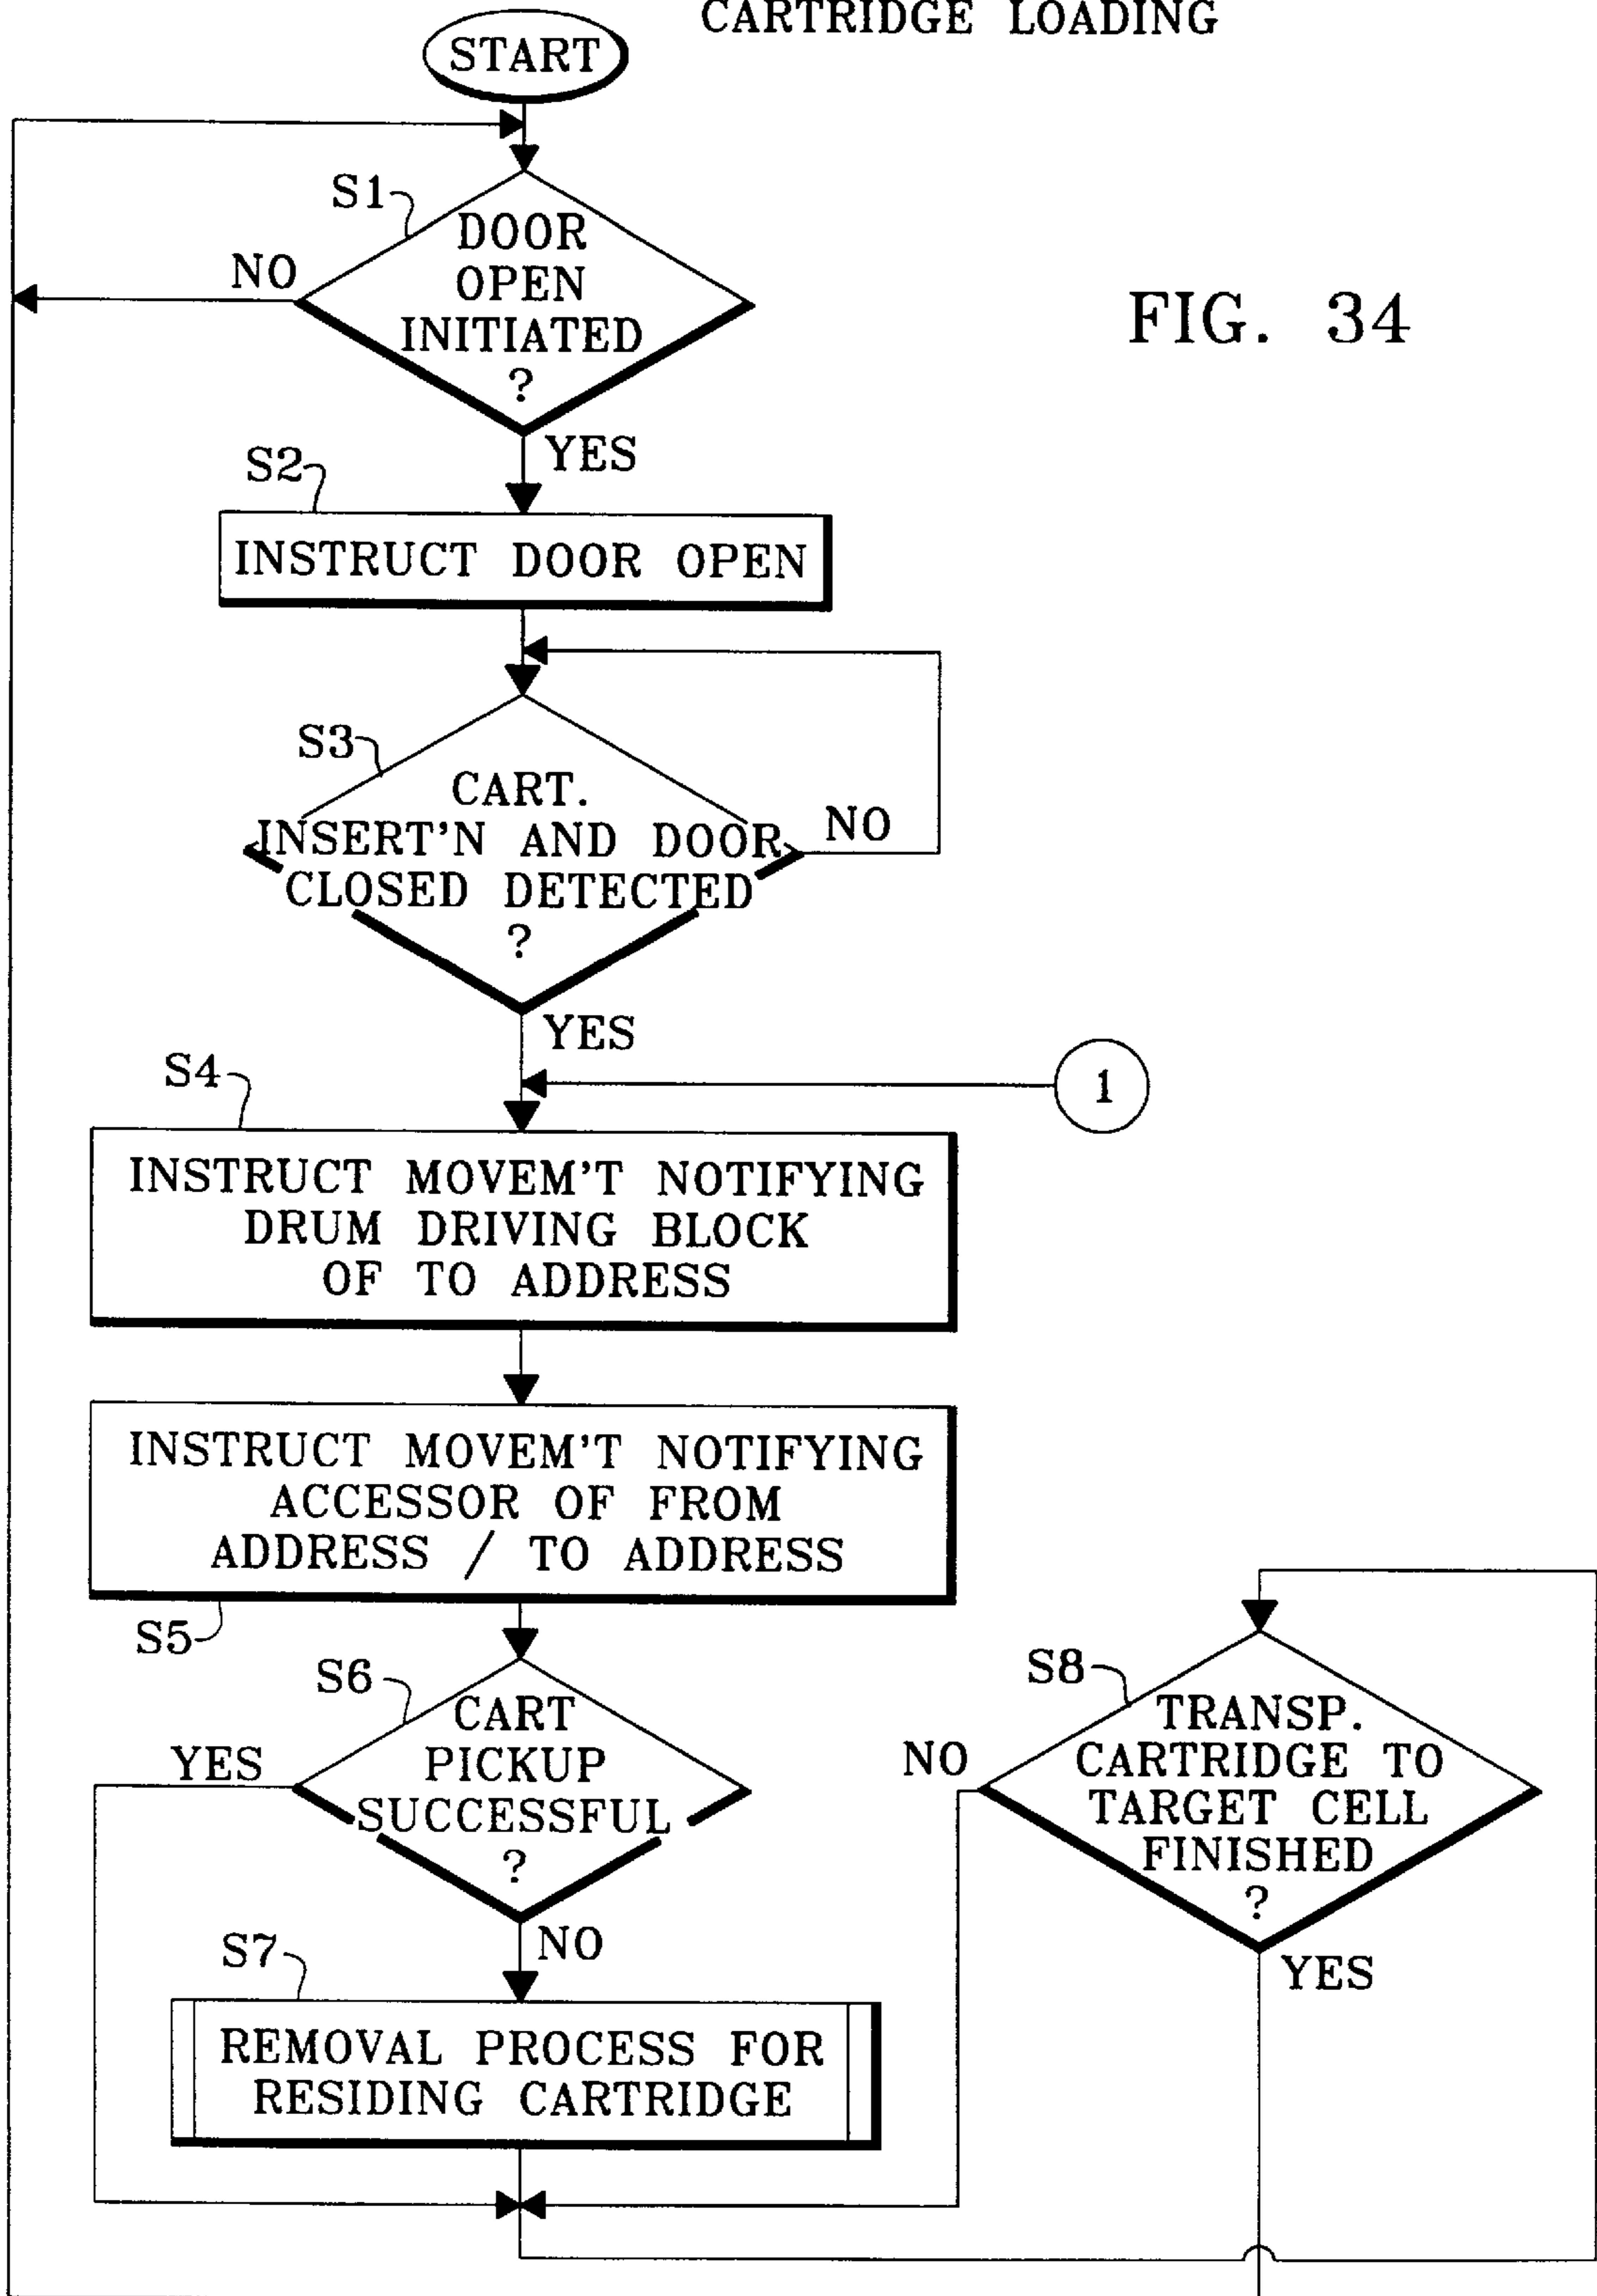 CARTRIDGE LOADING
START
S1
DOOR
OPEN
INITIATED
?
NO
FIG. 34
YES
S2
INSTRUCT DOOR OPEN
S3
CART.
INSERT'N AND DOOR
CLOSED DETECTED
?
NO
YES
1
S4
INSTRUCT MOVEM'T NOTIFYING
DRUM DRIVING BLOCK
OF TO ADDRESS
INSTRUCT MOVEM'T NOTIFYING
ACCESSOR OF FROM
ADDRESS / TO ADDRESS
S5
S6
CART
PICKUP
SUCCESSFUL
?
YES
NO
S7
REMOVAL PROCESS FOR
RESIDING CARTRIDGE
S8
TRANSP.
CARTRIDGE TO
TARGET CELL
FINISHED
?
NO
YES